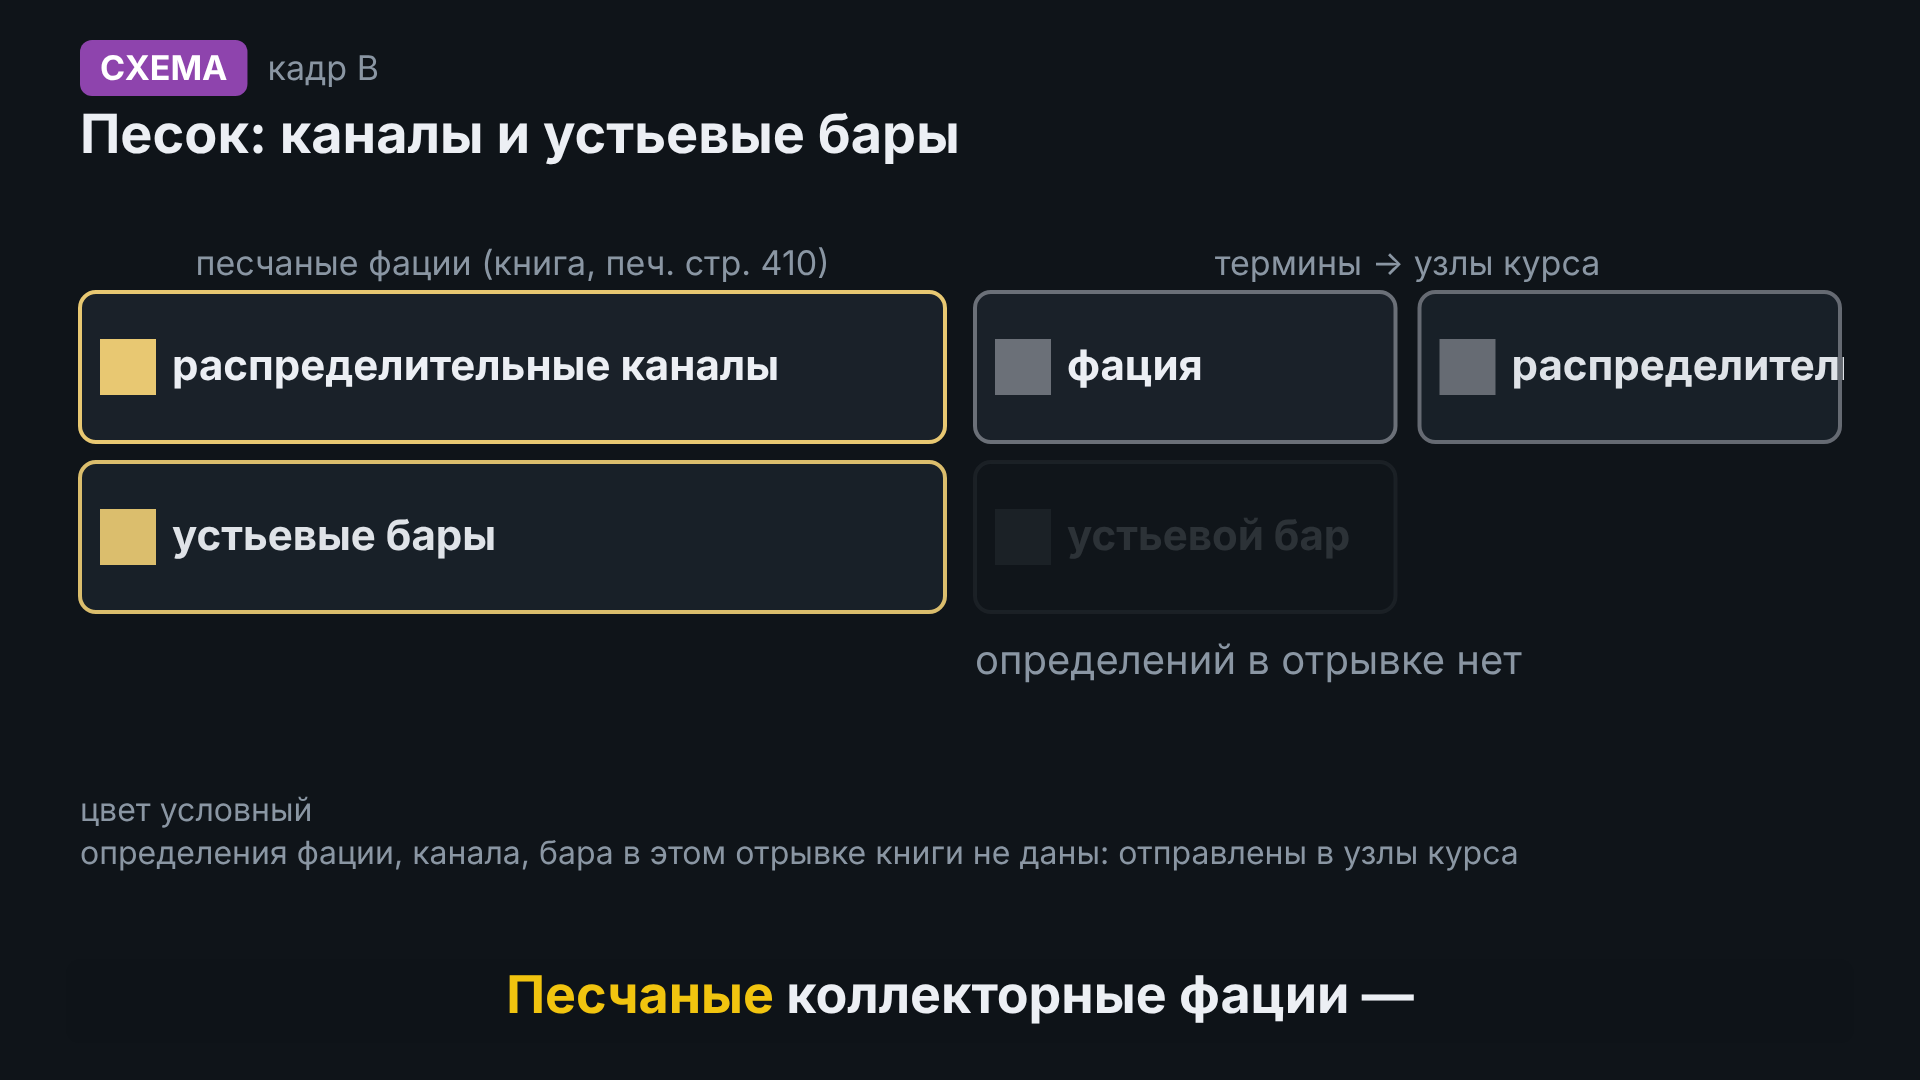 СХЕМА кадр B
Песок: каналы и устьевые бары
песчаные фации (книга, печ. стр. 410)
термины → узлы курса
распределительные каналы
фация
распределител
устьевые бары
устьевой бар
определений в отрывке нет
цвет условный
определения фации, канала, бара в этом отрывке книги не даны: отправлены в узлы курса
Песчаные коллекторные фации —